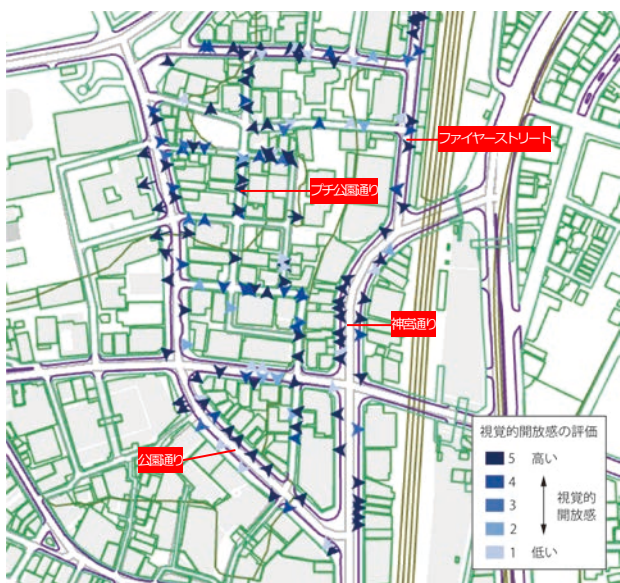 ファイヤーストリート
プチ公園通り
神宮通り
公園通り
視覚的開放感の評価
5 高い
4
3
2
1 低い
視覚的
開放感